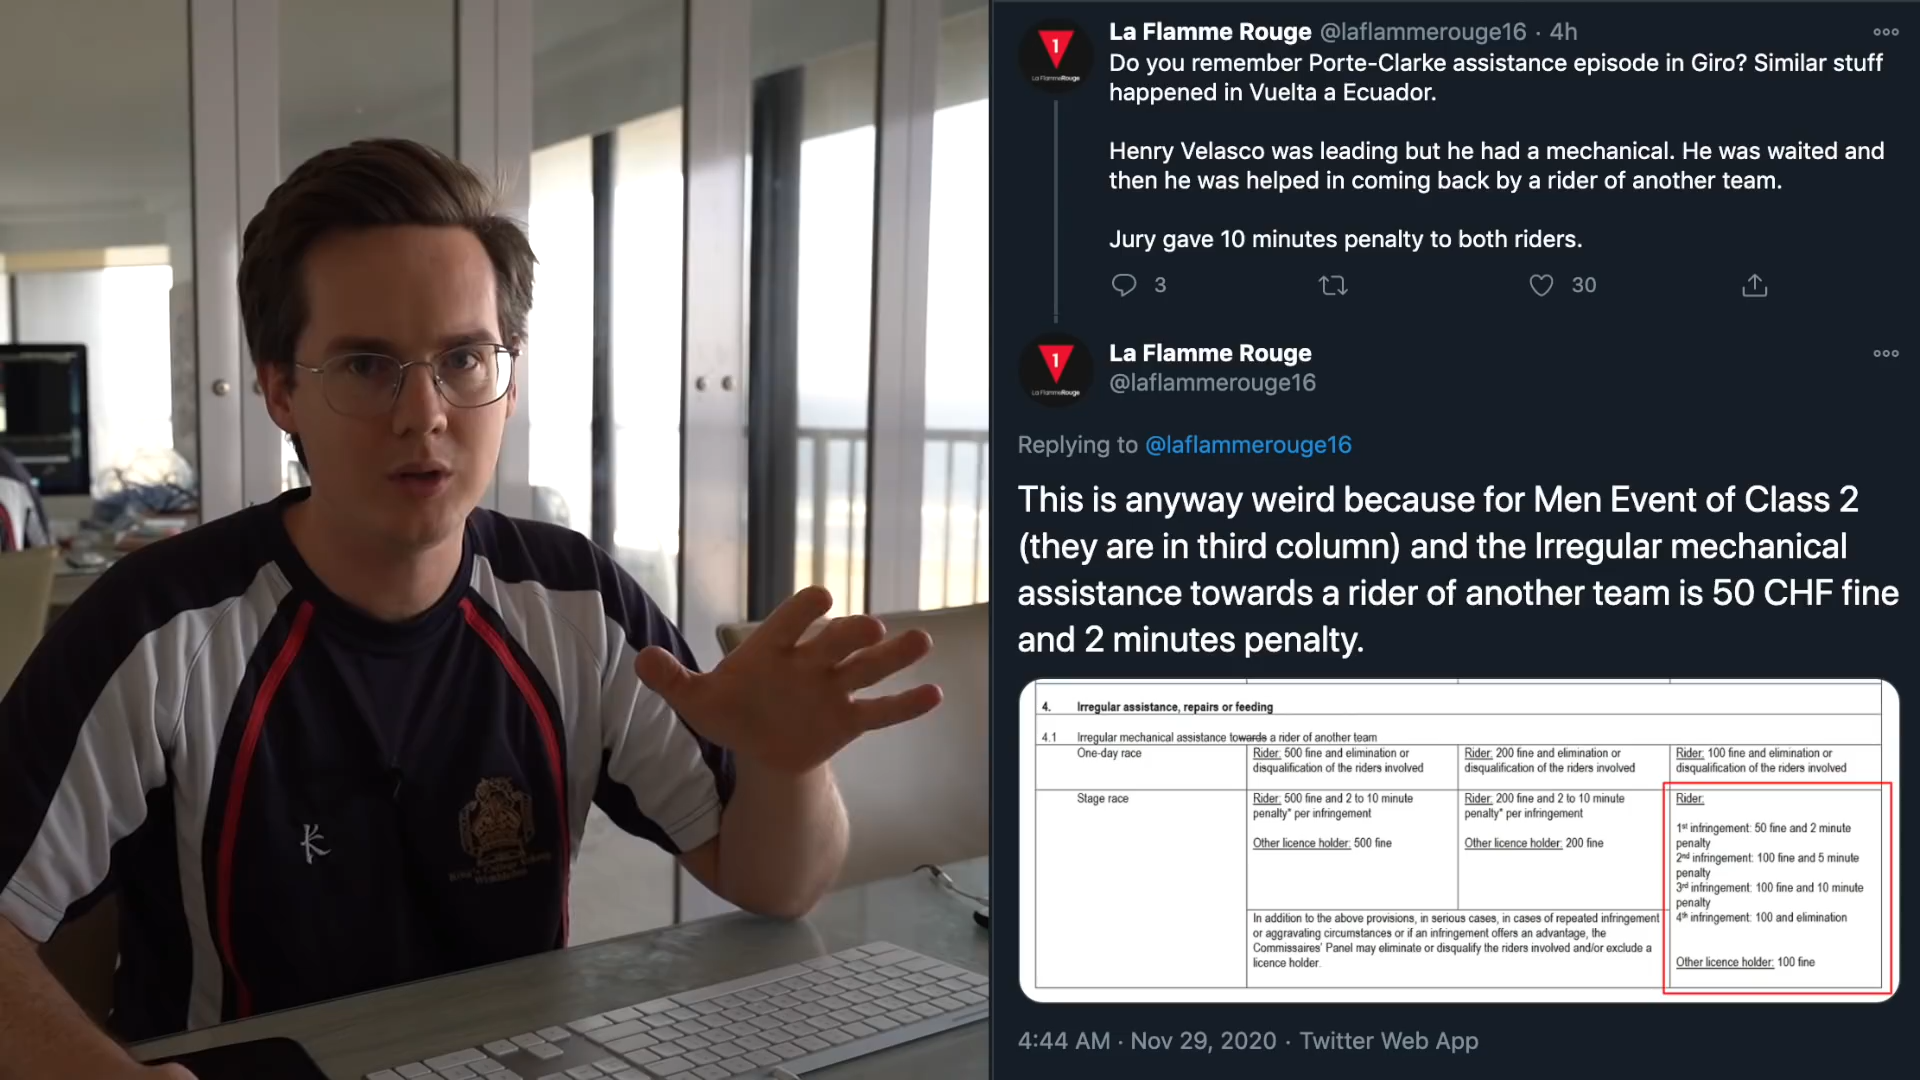 La Flamme Rouge @laflammerouge16 · 4h
Do you remember Porte-Clarke assistance episode in Giro? Similar stuff
happened in Vuelta a Ecuador.
Henry Velasco was leading but he had a mechanical. He was waited and
then he was helped in coming back by a rider of another team.
Jury gave 10 minutes penalty to both riders.
3
30
1
La FlammeRouge
La Flamme Rouge
@laflammerouge16
1
La FlammeRouge
Replying to @laflammerouge16
This is anyway weird because for Men Event of Class 2
(they are in third column) and the Irregular mechanical
assistance towards a rider of another team is 50 CHF fine
and 2 minutes penalty.
4. Irregular assistance, repairs or feeding
4.1 Irregular mechanical assistance towards a rider of another team
One-day race
Rider: 500 fine and elimination or
disqualification of the riders involved
Rider: 200 fine and elimination or
disqualification of the riders involved
Rider: 100 fine and elimination or
disqualification of the riders involved
Stage race
Rider: 500 fine and 2 to 10 minute
penalty* per infringement
Other licence holder: 500 fine
Rider: 200 fine and 2 to 10 minute
penalty* per infringement
Other licence holder: 200 fine
Rider:
1st infringement: 50 fine and 2 minute
penalty
2nd infringement: 100 fine and 5 minute
penalty
3rd infringement: 100 fine and 10 minute
penalty
4th infringement: 100 and elimination
Other licence holder: 100 fine
In addition to the above provisions, in serious cases, in cases of repeated infringement
or aggravating circumstances or if an infringement offers an advantage, the
Commissaires' Panel may eliminate or disqualify the riders involved and/or exclude a
licence holder.
4:44 AM · Nov 29, 2020 · Twitter Web App
K